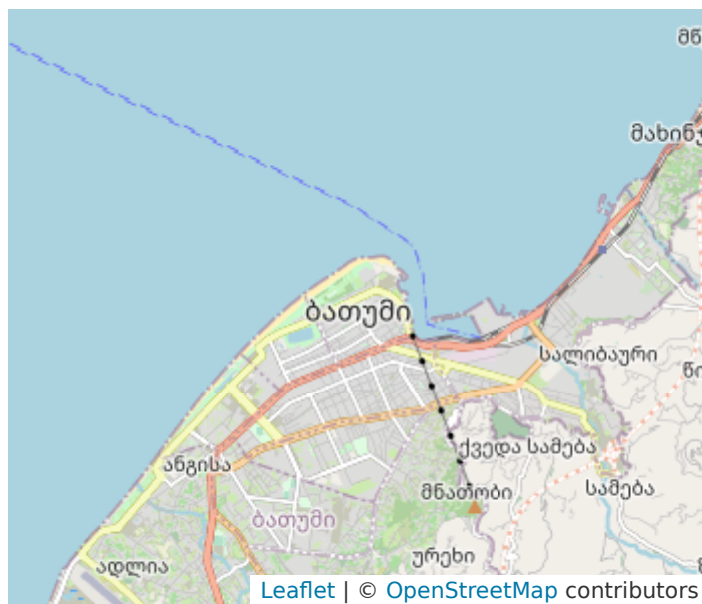 მახინჯ
ბათუმი
სალიბაური
ანგისა
ქვედა სამება
მნათობი
სამება
ბათუმი
ურეხი
ადლია
Leaflet | © OpenStreetMap contributors